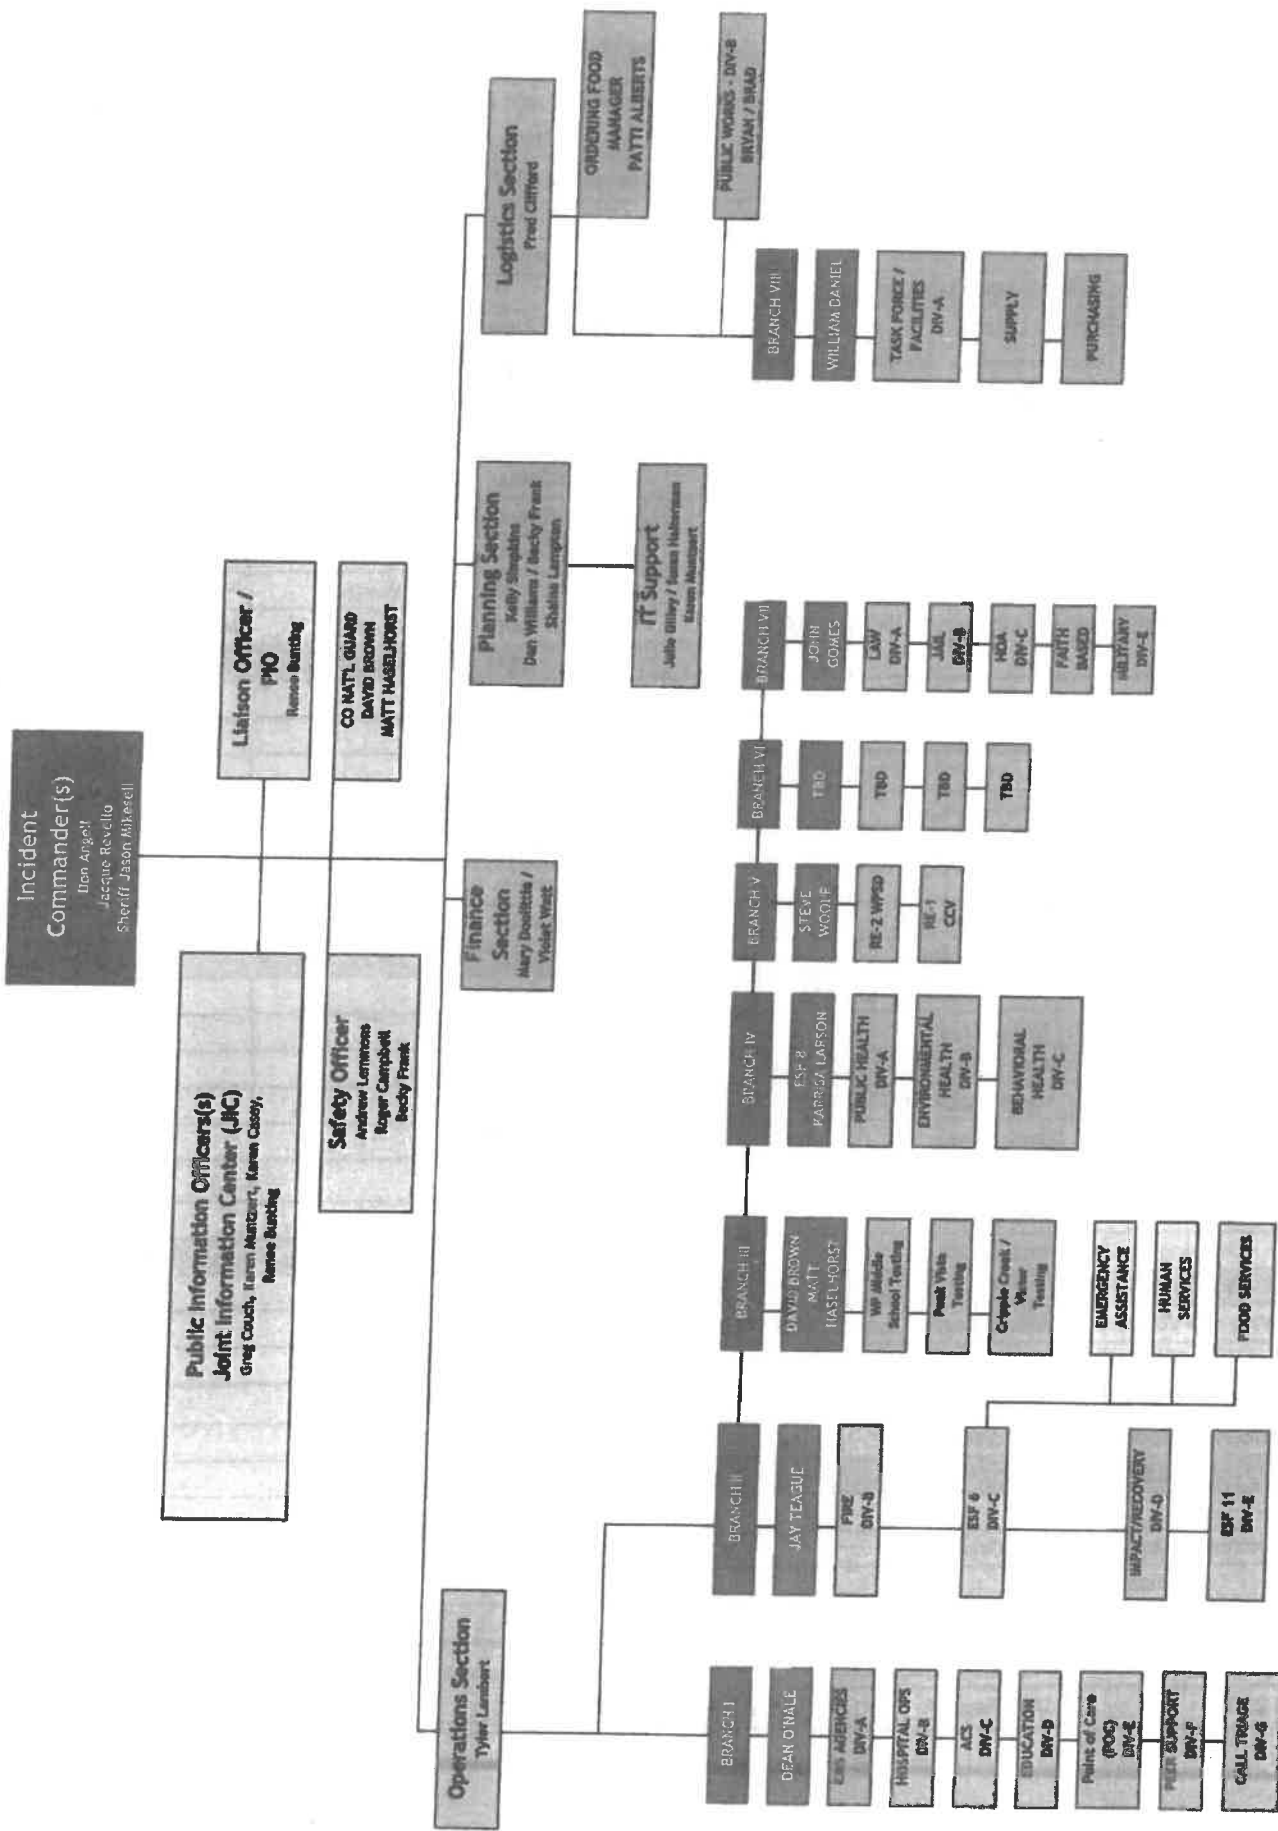 Incident
Commander(s)
Don Angell
Jacque Revello
Sheriff Jason Mikesell
Public Information Officers(s)
Joint Information Center (JIC)
Greg Couch, Karen Muntzert, Karen Casey,
Renee Bunting
Liaison Officer /
PIO
Renee Bunting
Safety Officer
Andrew Lemmons
Roger Campbell
Becky Frank
CO NAT'L GUARD
DAVID BROWN
MATT HASELHORST
Operations Section
Tyler Lambert
Finance
Section
Mary Doolittle /
Violet Watt
Planning Section
Kelly Simpkins
Dan Williams / Becky Frank
Shaina Lampson
IT Support
Julie Gilley / Susan Halterman
Karen Muntzert
Logistics Section
Fred Clifford
ORDERING FOOD
MANAGER
PATTI ALBERTS
PUBLIC WORKS - DIV-B
BRYAN / BRAD
BRANCH I
DEAN O'NALE
EMS AGENCIES
DIV-A
HOSPITAL OPS
DIV-B
ACS
DIV-C
EDUCATION
DIV-D
Point of Care
(POC)
DIV-E
PEER SUPPORT
DIV-F
CALL TRIAGE
DIV-G
BRANCH II
JAY TEAGUE
FIRE
DIV-B
ESF 6
DIV-C
IMPACT/RECOVERY
DIV-D
ESF 11
DIV-E
EMERGENCY
ASSISTANCE
HUMAN
SERVICES
FOOD SERVICES
BRANCH III
DAVID BROWN
MATT
HASELHORST
WP Middle
School Testing
Peak Vista
Testing
Cripple Creek /
Victor
Testing
BRANCH IV
ESF 8
KARRISA LARSON
PUBLIC HEALTH
DIV-A
ENVIRONMENTAL
HEALTH
DIV-B
BEHAVIORAL
HEALTH
DIV-C
BRANCH V
STEVE
WOOLF
RE-2 WPSD
RE-1
CCV
BRANCH VI
TBD
TBD
TBD
TBD
BRANCH VII
JOHN
GOMES
LAW
DIV-A
JAIL
DIV-B
HOA
DIV-C
FAITH
BASED
MILITARY
DIV-E
BRANCH VIII
WILLIAM DANIEL
TASK FORCE /
FACILITIES
DIV-A
SUPPLY
PURCHASING